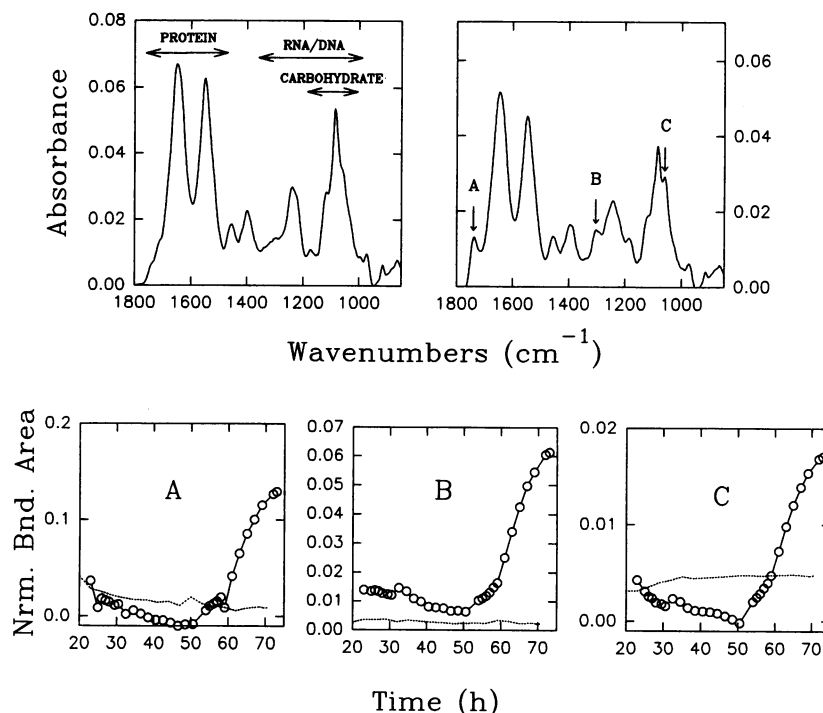 Absorbance
0.08
0.06
0.04
0.02
0.00
PROTEIN
RNA/DNA
CARBOHYDRATE
1800 1600 1400 1200 1000
A
B
C
0.06
0.04
0.02
0.00
1800 1600 1400 1200 1000
Wavenumbers (cm⁻¹)
Nrm. Bnd. Area
0.2
0.1
0.0
A
20 30 40 50 60 70
0.07
0.06
0.05
0.04
0.03
0.02
0.01
0.00
B
20 30 40 50 60 70
0.02
0.01
0.00
C
20 30 40 50 60 70
Time (h)